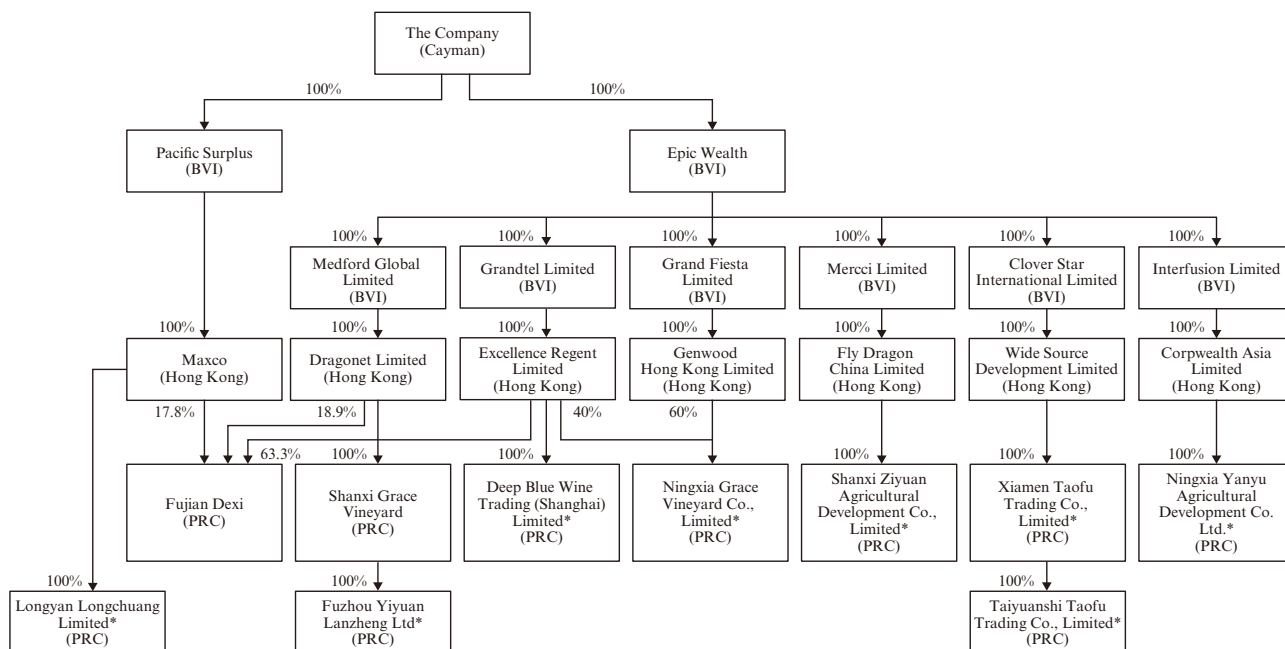 The Company
(Cayman)
100%
100%
Pacific Surplus
(BVI)
Epic Wealth
(BVI)
100%
100%
100%
100%
100%
100%
Medford Global
Limited
(BVI)
Grandtel Limited
(BVI)
Grand Fiesta
Limited
(BVI)
Mercci Limited
(BVI)
Clover Star
International Limited
(BVI)
Interfusion Limited
(BVI)
100%
100%
100%
100%
100%
100%
100%
Maxco
(Hong Kong)
Dragonet Limited
(Hong Kong)
Excellence Regent
Limited
(Hong Kong)
Genwood
Hong Kong Limited
(Hong Kong)
Fly Dragon
China Limited
(Hong Kong)
Wide Source
Development Limited
(Hong Kong)
Corpwealth Asia
Limited
(Hong Kong)
17.8%
18.9%
40%
60%
63.3%
100%
100%
100%
100%
100%
Fujian Dexi
(PRC)
Shanxi Grace
Vineyard
(PRC)
Deep Blue Wine
Trading (Shanghai)
Limited*
(PRC)
Ningxia Grace
Vineyard Co.,
Limited*
(PRC)
Shanxi Ziyuan
Agricultural
Development Co.,
Limited*
(PRC)
Xiamen Taofu
Trading Co.,
Limited*
(PRC)
Ningxia Yanyu
Agricultural
Development Co.
Ltd.*
(PRC)
100%
100%
100%
Longyan Longchuang
Limited*
(PRC)
Fuzhou Yiyuan
Lanzheng Ltd*
(PRC)
Taiyuanshi Taofu
Trading Co., Limited*
(PRC)